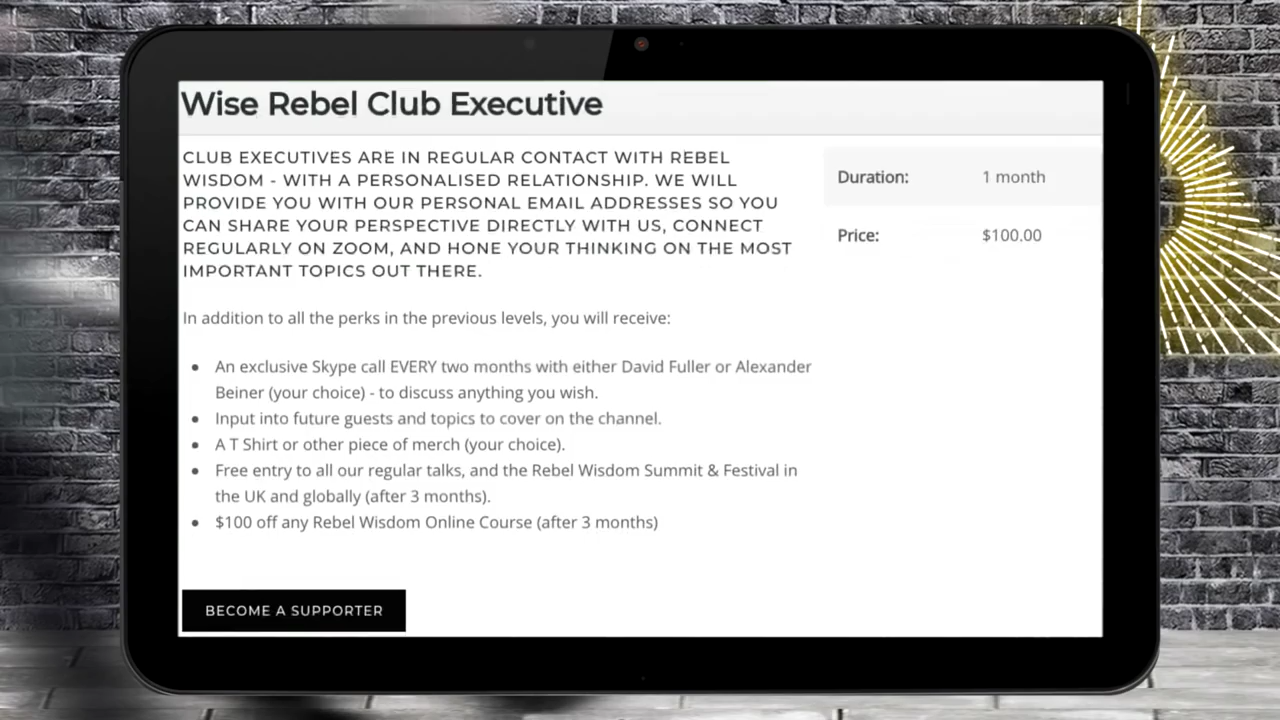 Wise Rebel Club Executive
CLUB EXECUTIVES ARE IN REGULAR CONTACT WITH REBEL
WISDOM - WITH A PERSONALISED RELATIONSHIP. WE WILL
PROVIDE YOU WITH OUR PERSONAL EMAIL ADDRESSES SO YOU
CAN SHARE YOUR PERSPECTIVE DIRECTLY WITH US, CONNECT
REGULARLY ON ZOOM, AND HONE YOUR THINKING ON THE MOST
IMPORTANT TOPICS OUT THERE.
Duration: 1 month
Price: $100.00
In addition to all the perks in the previous levels, you will receive:
An exclusive Skype call EVERY two months with either David Fuller or Alexander
Beiner (your choice) - to discuss anything you wish.
Input into future guests and topics to cover on the channel.
A T Shirt or other piece of merch (your choice).
Free entry to all our regular talks, and the Rebel Wisdom Summit & Festival in
the UK and globally (after 3 months).
$100 off any Rebel Wisdom Online Course (after 3 months)
BECOME A SUPPORTER